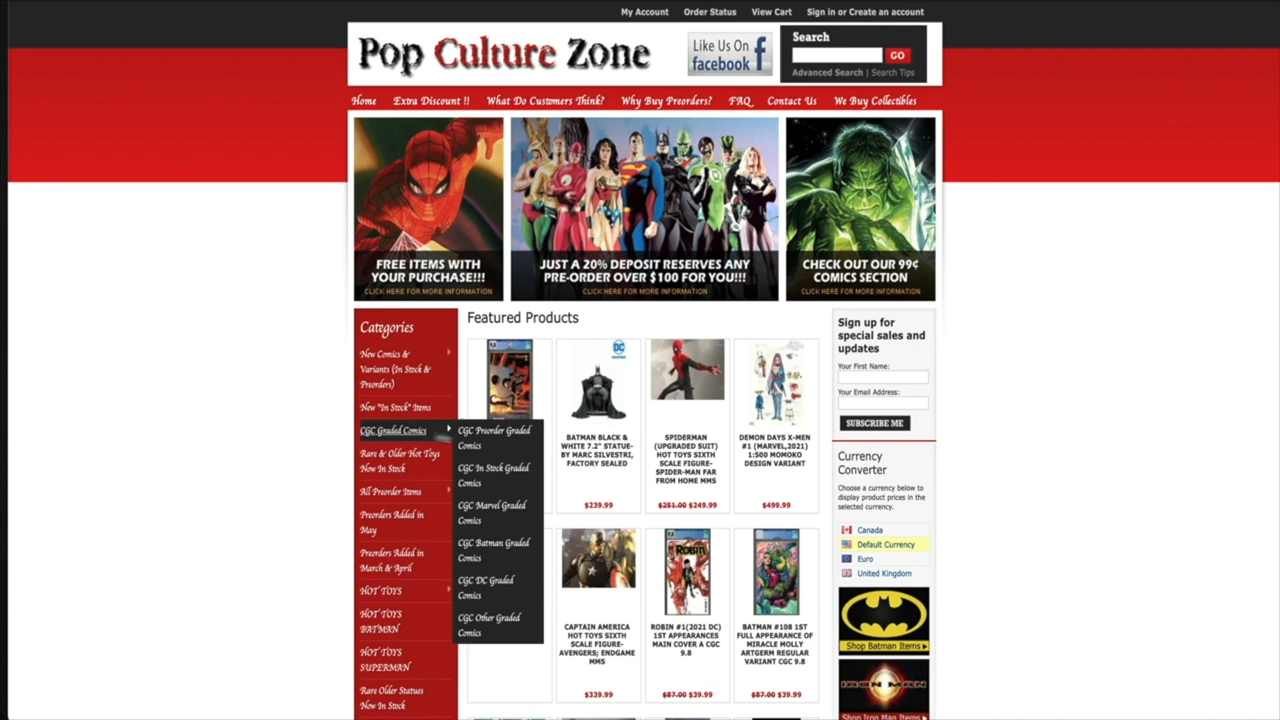 My Account
Order Status
View Cart
Sign in or Create an account
Pop Culture Zone
Like Us On
facebook
Search
GO
Advanced Search | Search Tips
Home
Extra Discount !!
What Do Customers Think?
Why Buy Preorders?
FAQ
Contact Us
We Buy Collectibles
FREE ITEMS WITH
YOUR PURCHASE!!!
CLICK HERE FOR MORE INFORMATION
JUST A 20% DEPOSIT RESERVES ANY
PRE-ORDER OVER $100 FOR YOU!!!
CLICK HERE FOR MORE INFORMATION
CHECK OUT OUR 99¢
COMICS SECTION
CLICK HERE FOR MORE INFORMATION
Categories
New Comics &
Variants (In Stock &
Preorders)
New "In Stock" Items
CGC Graded Comics
Rare & Older Hot Toys
Now In Stock
All Preorder Items
Preorders Added in
May
Preorders Added in
March & April
HOT TOYS
HOT TOYS
BATMAN
HOT TOYS
SUPERMAN
Rare Older Statues
Now In Stock
CGC Preorder Graded
Comics
CGC In Stock Graded
Comics
CGC Marvel Graded
Comics
CGC Batman Graded
Comics
CGC DC Graded
Comics
CGC Other Graded
Comics
Featured Products
DC
BATMAN BLACK &
WHITE 7.2" STATUE-
BY MARC SILVESTRI,
FACTORY SEALED
$239.99
SPIDERMAN
(UPGRADED SUIT)
HOT TOYS SIXTH
SCALE FIGURE-
SPIDER-MAN FAR
FROM HOME MMS
$251.00 $249.99
DEMON DAYS X-MEN
#1 (MARVEL,2021)
1:500 MOMOKO
DESIGN VARIANT
$499.99
CAPTAIN AMERICA
HOT TOYS SIXTH
SCALE FIGURE-
AVENGERS; ENDGAME
MMS
$339.99
ROBIN
ROBIN #1(2021 DC)
1ST APPEARANCES
MAIN COVER A CGC
9.8
$87.00 $39.99
BATMAN #108 1ST
FULL APPEARANCE OF
MIRACLE MOLLY
ARTGERM REGULAR
VARIANT CGC 9.8
$87.00 $39.99
Sign up for
special sales and
updates
Your First Name:
Your Email Address:
SUBSCRIBE ME
Currency
Converter
Choose a currency below to
display product prices in the
selected currency.
Canada
Default Currency
Euro
United Kingdom
Shop Batman Items
IRON MAN
Shop Iron Man Items